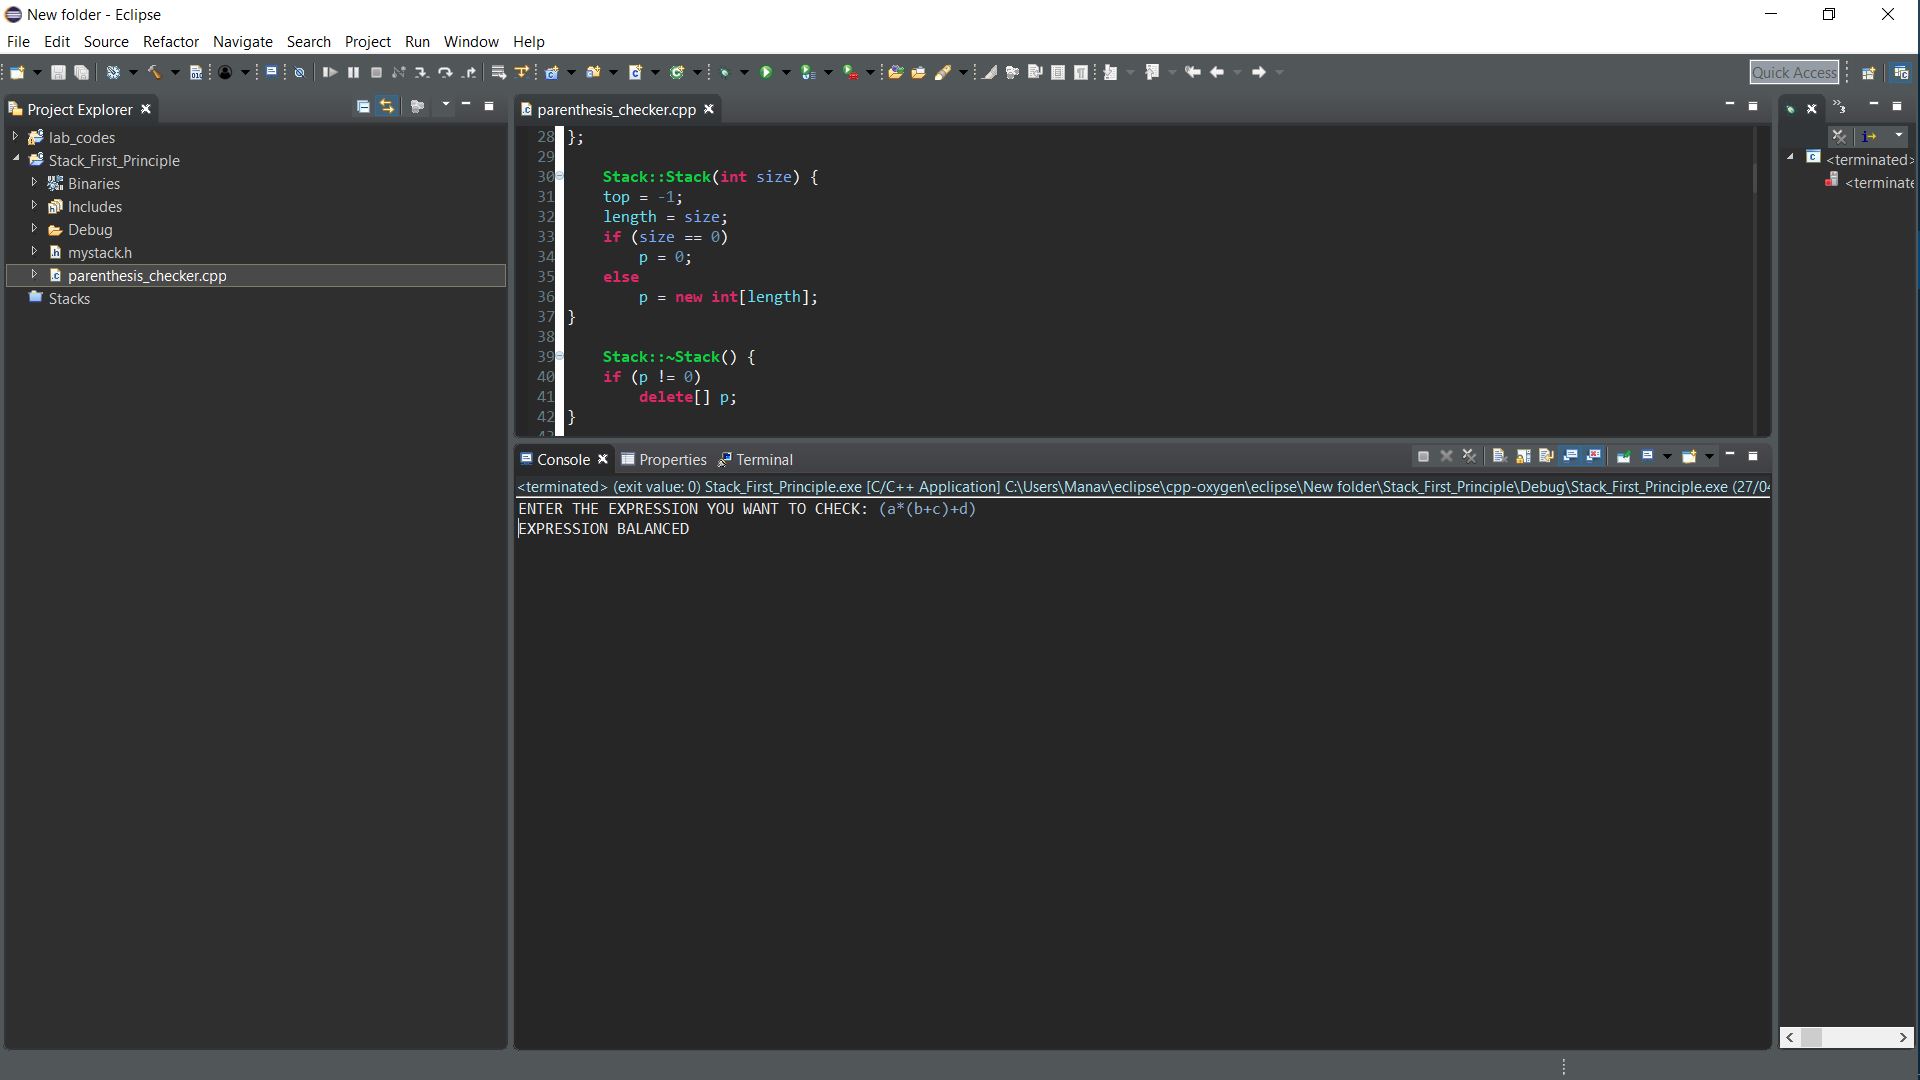 New folder - Eclipse
File Edit Source Refactor Navigate Search Project Run Window Help
Quick Access
Project Explorer
lab_codes
Stack_First_Principle
Binaries
Includes
Debug
mystack.h
parenthesis_checker.cpp
Stacks
parenthesis_checker.cpp
28 };
29
30 Stack::Stack(int size) {
31 top = -1;
32 length = size;
33 if (size == 0)
34 p = 0;
35 else
36 p = new int[length];
37 }
38
39 Stack::~Stack() {
40 if (p != 0)
41 delete[] p;
42 }
Console Properties Terminal
<terminated> (exit value: 0) Stack_First_Principle.exe [C/C++ Application] C:\Users\Manav\eclipse\cpp-oxygen\eclipse\New folder\Stack_First_Principle\Debug\Stack_First_Principle.exe (27/04
ENTER THE EXPRESSION YOU WANT TO CHECK: (a*(b+c)+d)
EXPRESSION BALANCED
3
<terminated>
<terminate